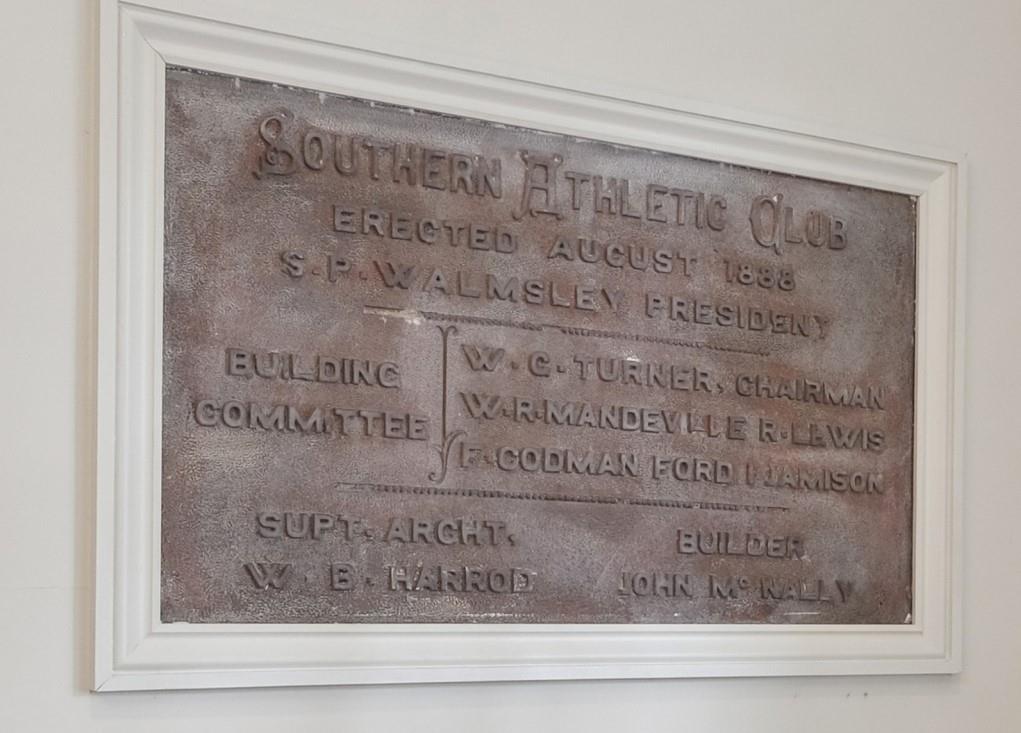 SOUTHERN ATHLETIC CLUB
ERECTED AUGUST 1888
S. P. WALMSLEY PRESIDENT
BUILDING
COMMITTEE
W. G. TURNER, CHAIRMAN
W. R. MANDEVILLE R. LEWIS
F. CODMAN FORD JAMISON
SUPT. ARCHT.
W. B. HARROD
BUILDER
JOHN McNALLY